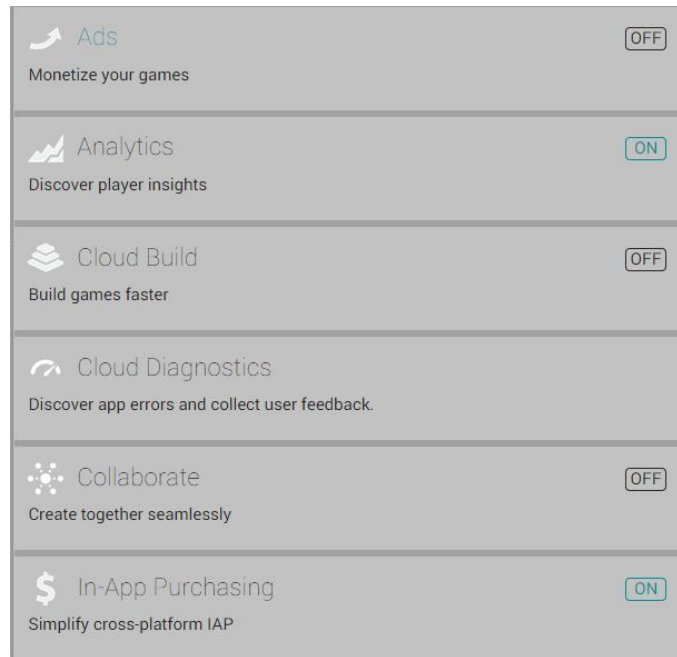 Ads
OFF
Monetize your games
Analytics
ON
Discover player insights
Cloud Build
OFF
Build games faster
Cloud Diagnostics
Discover app errors and collect user feedback.
Collaborate
OFF
Create together seamlessly
$ In-App Purchasing
ON
Simplify cross-platform IAP